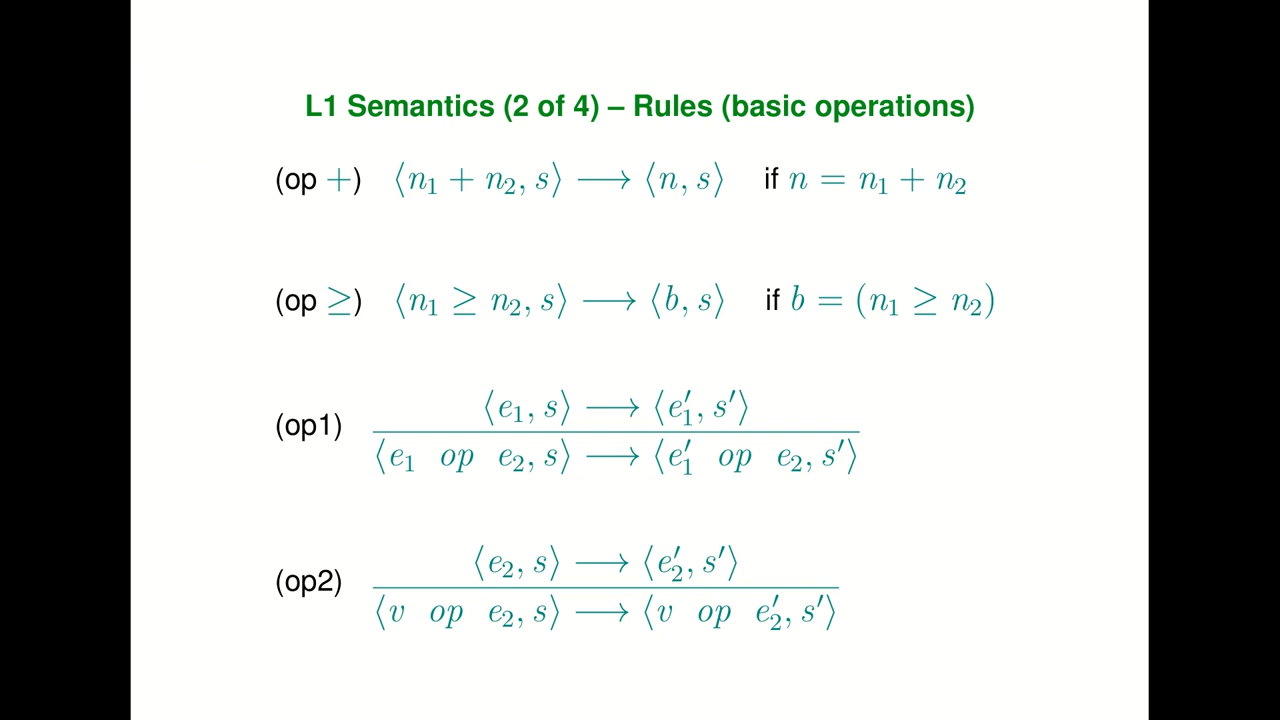 L1 Semantics (2 of 4) – Rules (basic operations)
(op +) ⟨n₁ + n₂, s⟩ ⟶ ⟨n, s⟩ if n = n₁ + n₂
(op ≥) ⟨n₁ ≥ n₂, s⟩ ⟶ ⟨b, s⟩ if b = (n₁ ≥ n₂)
⟨e₁, s⟩ ⟶ ⟨e₁′, s′⟩
(op1)
⟨e₁ op e₂, s⟩ ⟶ ⟨e₁′ op e₂, s′⟩
⟨e₂, s⟩ ⟶ ⟨e₂′, s′⟩
(op2)
⟨v op e₂, s⟩ ⟶ ⟨v op e₂′, s′⟩